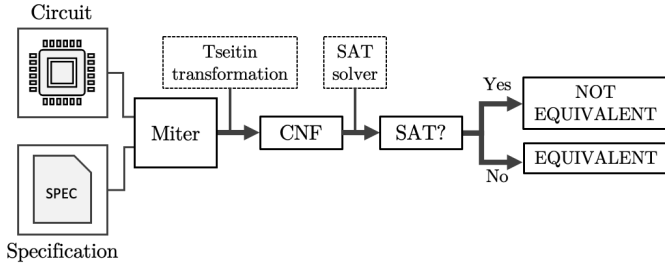 Circuit
Tseitin
transformation
SAT
solver
Miter
CNF
SAT?
Yes
NOT
EQUIVALENT
No
EQUIVALENT
SPEC
Specification